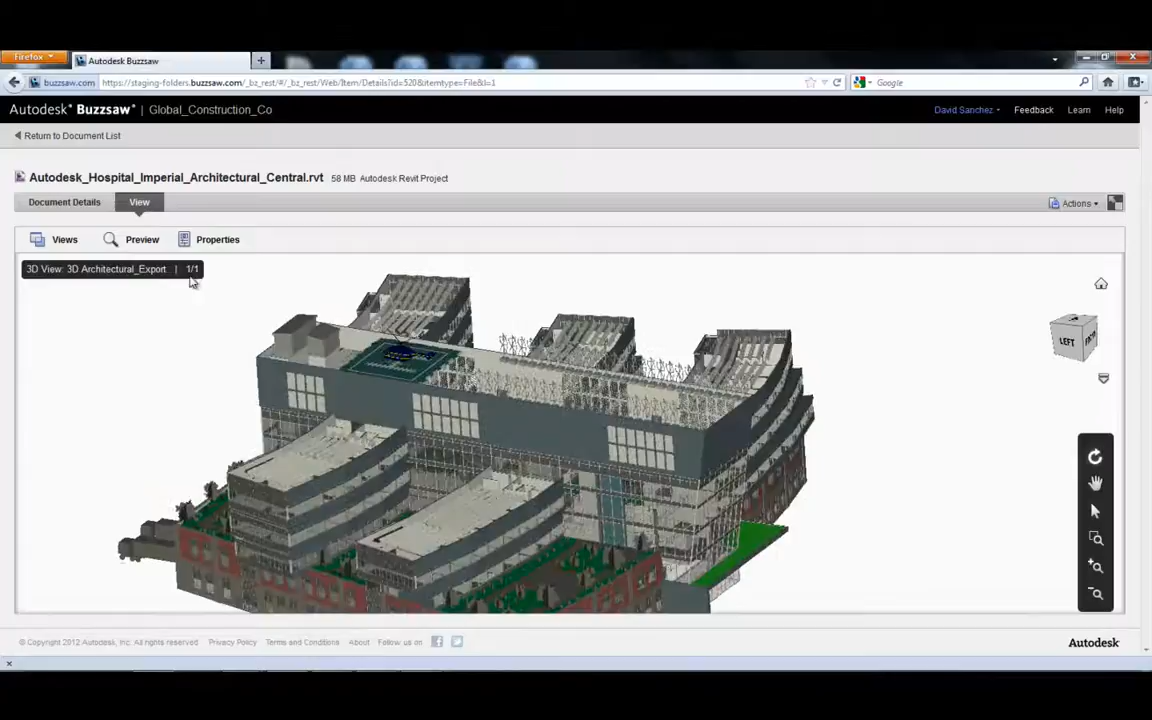 Firefox
Autodesk Buzzsaw
buzzsaw.com
https://staging-folders.buzzsaw.com/_bz_rest/#/_bz_rest/Web/Item/Details?id=520&itemtype=File&l=1
Google
Autodesk® Buzzsaw® | Global_Construction_Co
David Sanchez
Feedback
Learn
Help
Return to Document List
Autodesk_Hospital_Imperial_Architectural_Central.rvt 58 MB Autodesk Revit Project
Document Details
View
Actions
Views
Preview
Properties
3D View: 3D Architectural_Export | 1/1
LEFT
© Copyright 2012 Autodesk, Inc. All rights reserved
Privacy Policy
Terms and Conditions
About
Follow us on
Autodesk